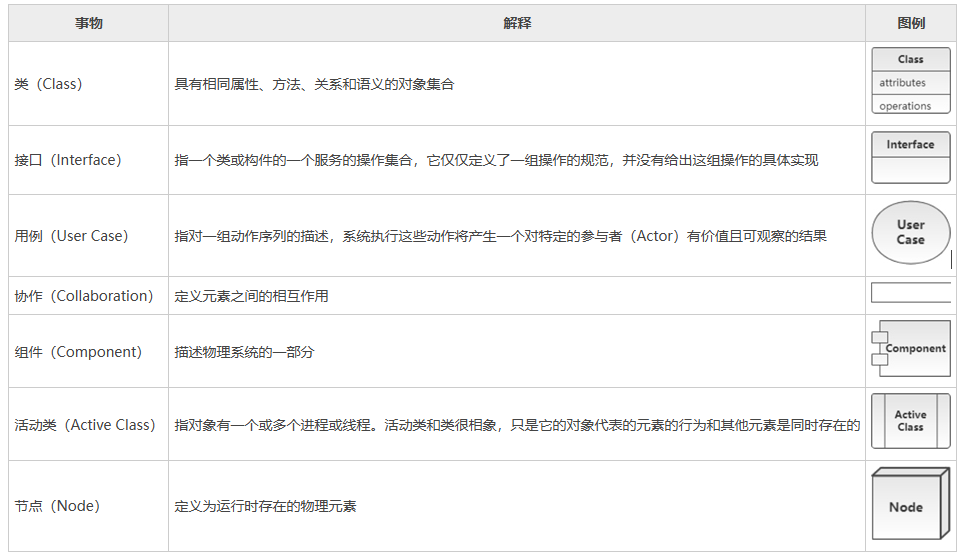 事物 解释 图例
类（Class） 具有相同属性、方法、关系和语义的对象集合 Class
attributes
operations
接口（Interface） 指一个类或构件的一个服务的操作集合，它仅仅定义了一组操作的规范，并没有给出这组操作的具体实现 Interface
用例（User Case） 指对一组动作序列的描述，系统执行这些动作将产生一个对特定的参与者（Actor）有价值且可观察的结果 User
Case
协作（Collaboration） 定义元素之间的相互作用
组件（Component） 描述物理系统的一部分 Component
活动类（Active Class） 指对象有一个或多个进程或线程。活动类和类很相象，只是它的对象代表的元素的行为和其他元素是同时存在的 Active
Class
节点（Node） 定义为运行时存在的物理元素 Node